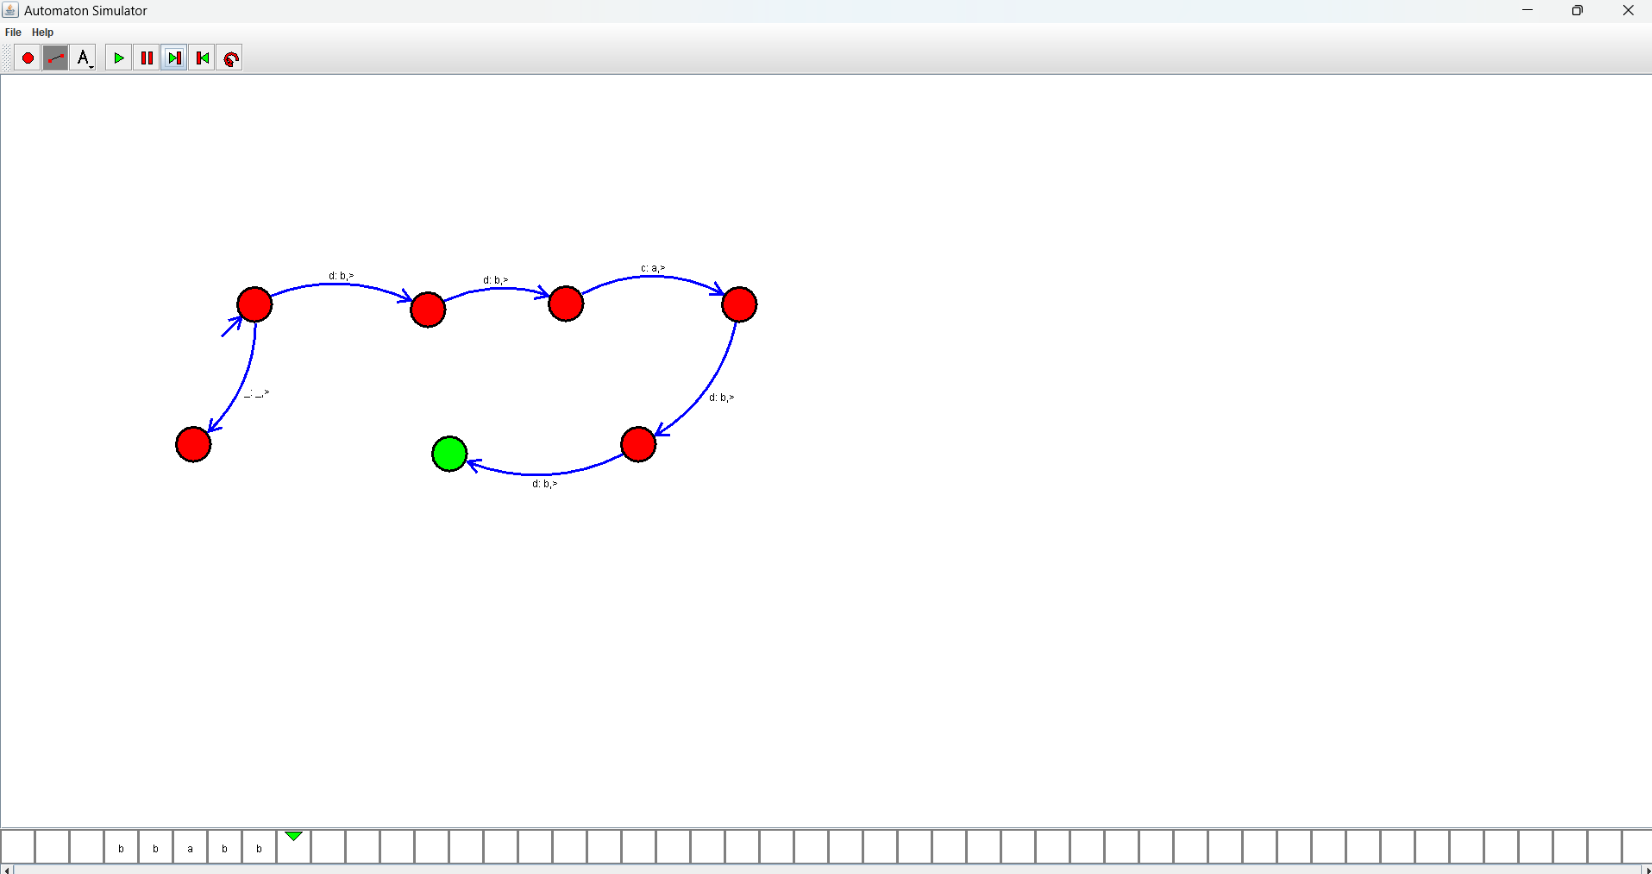 Automaton Simulator
File Help
A
c: a,>
d: b,>
d: b,>
_: _,>
d: b,>
d: b,>
b b a b b